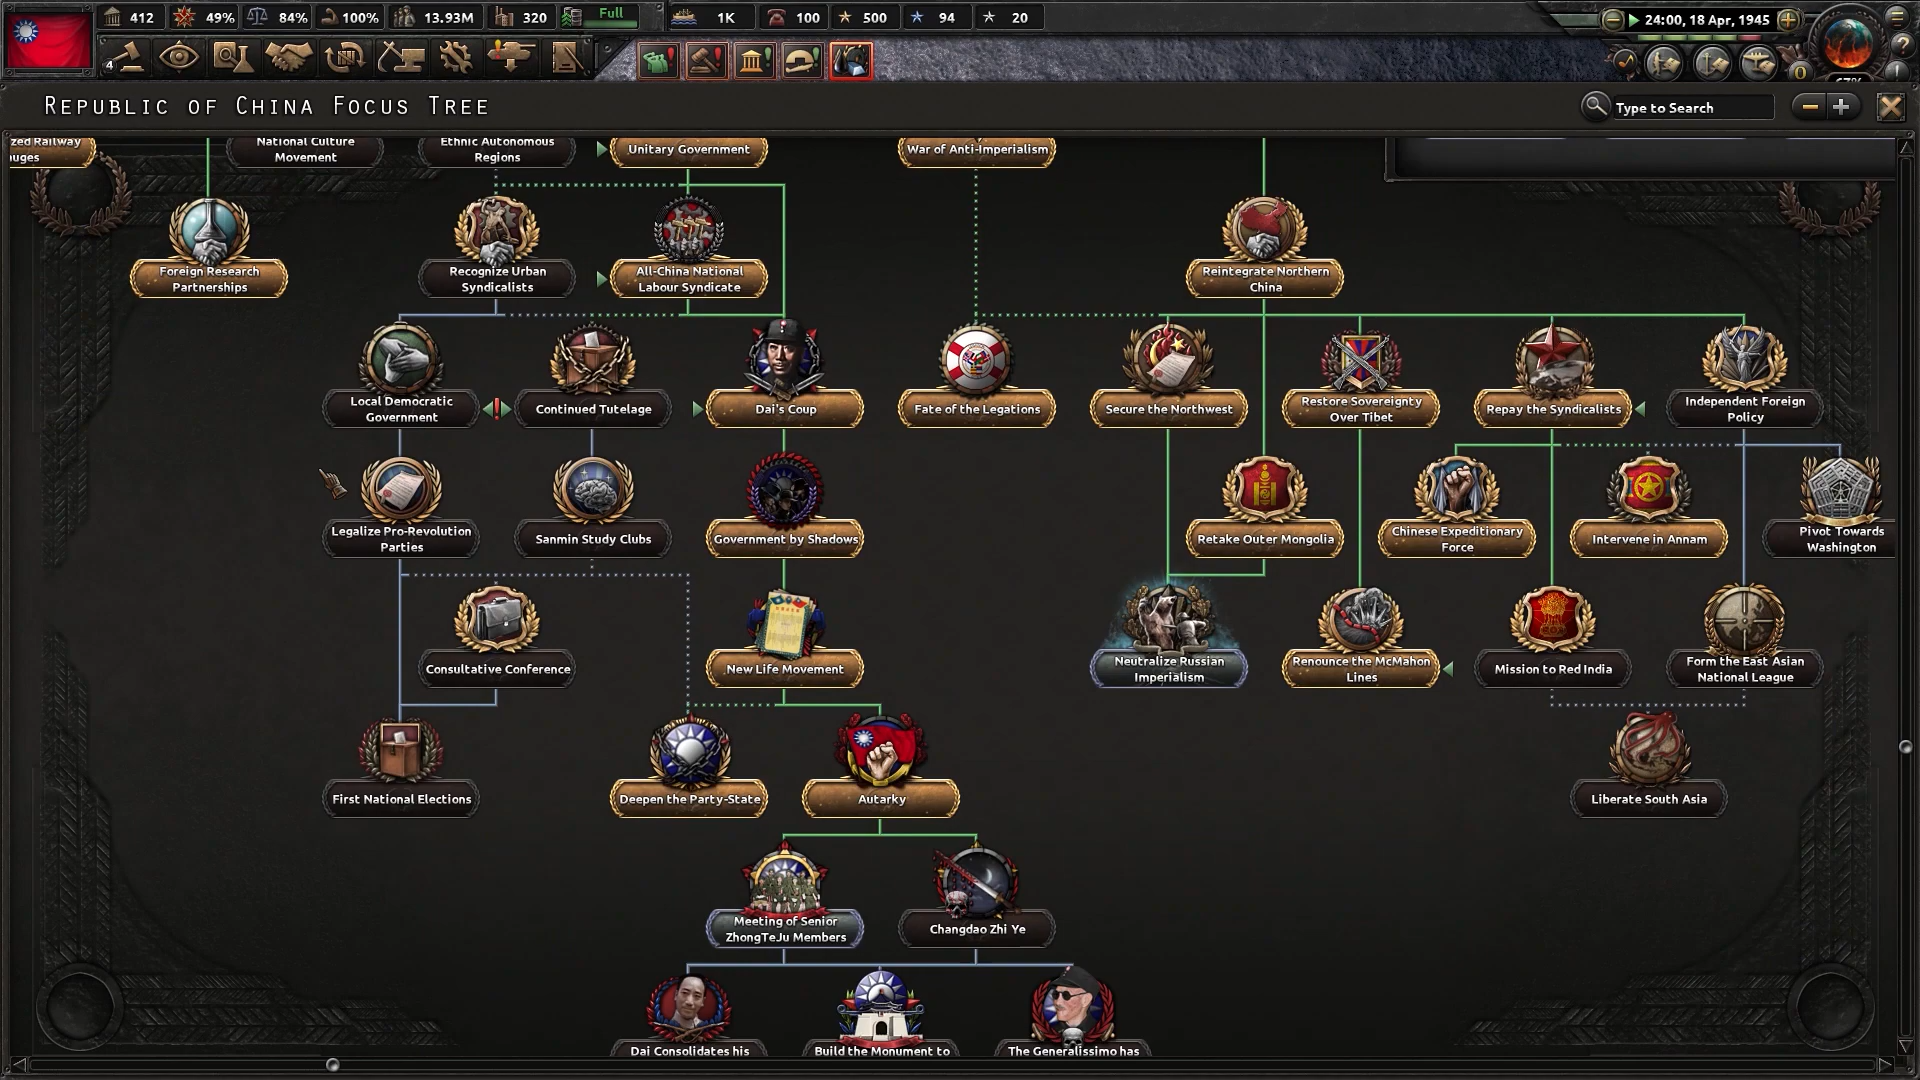 412
49%
84%
100%
13.93M
320
Full
1K
100
500
94
20
24:00, 18 Apr, 1945
4
0
Republic of China Focus Tree
Type to Search
zed Railway
uges
National Culture
Movement
Ethnic Autonomous
Regions
Unitary Government
War of Anti-Imperialism
Foreign Research
Partnerships
Recognize Urban
Syndicalists
All-China National
Labour Syndicate
Reintegrate Northern
China
Local Democratic
Government
Continued Tutelage
Dai's Coup
Fate of the Legations
Secure the Northwest
Restore Sovereignty
Over Tibet
Repay the Syndicalists
Independent Foreign
Policy
Legalize Pro-Revolution
Parties
Sanmin Study Clubs
Government by Shadows
Retake Outer Mongolia
Chinese Expeditionary
Force
Intervene in Annam
Pivot Towards
Washington
Consultative Conference
New Life Movement
Neutralize Russian
Imperialism
Renounce the McMahon
Lines
Mission to Red India
Form the East Asian
National League
First National Elections
Deepen the Party-State
Autarky
Liberate South Asia
Meeting of Senior
ZhongTeJu Members
Changdao Zhi Ye
Dai Consolidates his
Build the Monument to
The Generalissimo has